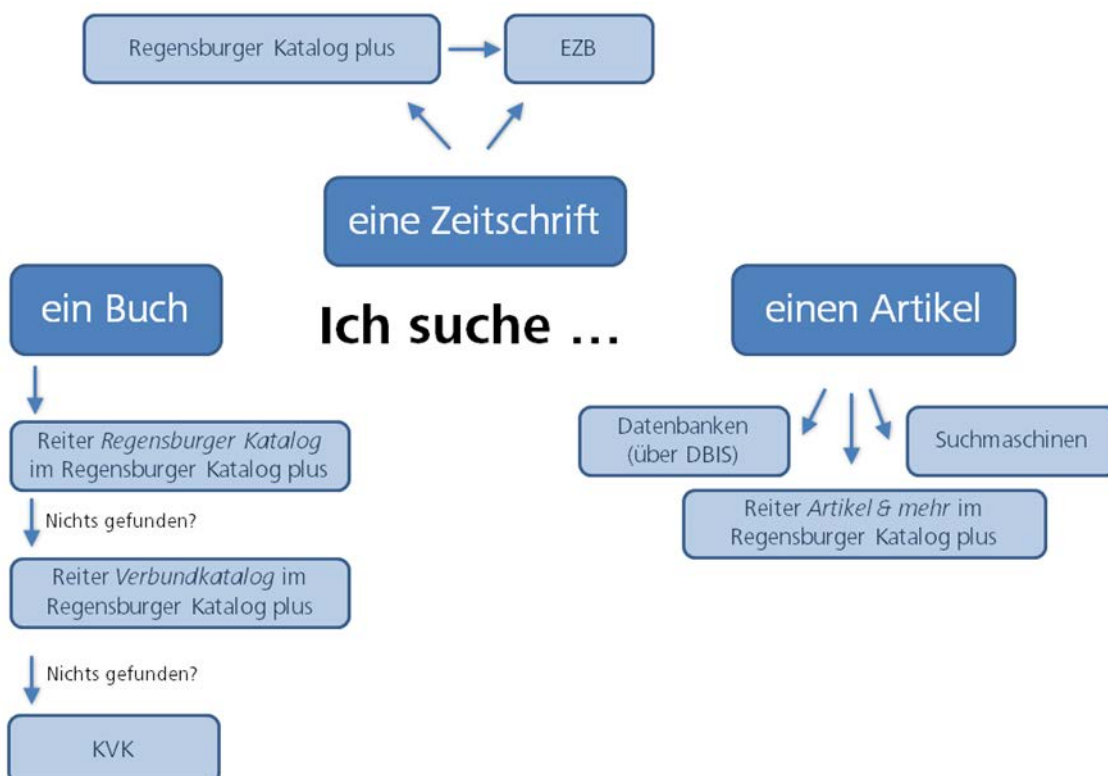 Regensburger Katalog plus
EZB
eine Zeitschrift
ein Buch
Ich suche ...
einen Artikel
Reiter Regensburger Katalog
im Regensburger Katalog plus
Nichts gefunden?
Reiter Verbundkatalog im
Regensburger Katalog plus
Nichts gefunden?
KVK
Datenbanken
(über DBIS)
Suchmaschinen
Reiter Artikel & mehr im
Regensburger Katalog plus